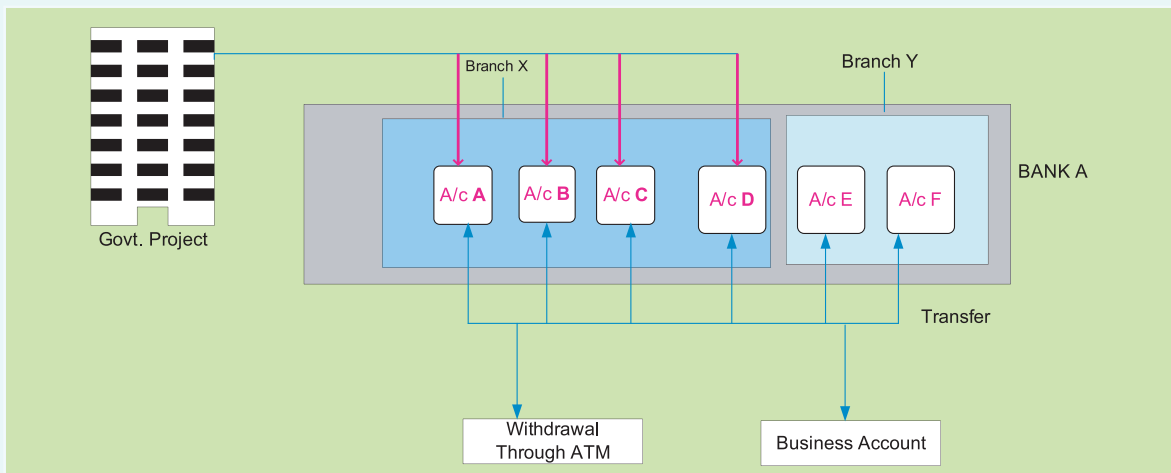 Branch X
Branch Y
A/c A
A/c B
A/c C
A/c D
A/c E
A/c F
BANK A
Govt. Project
Transfer
Withdrawal
Through ATM
Business Account